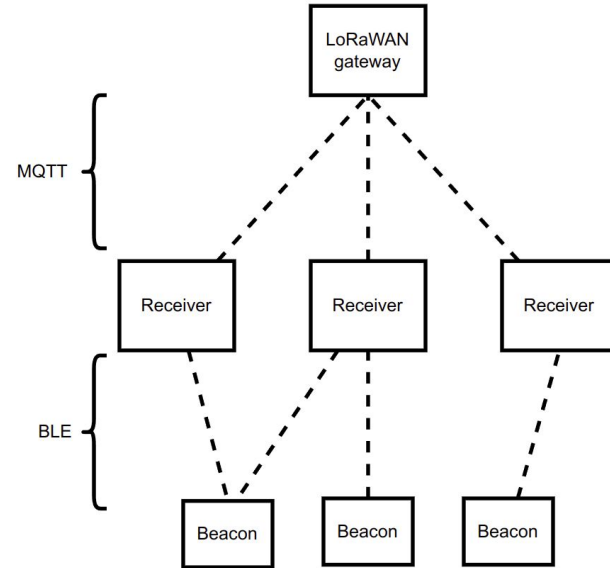 LoRaWAN
gateway
MQTT
Receiver
Receiver
Receiver
BLE
Beacon
Beacon
Beacon